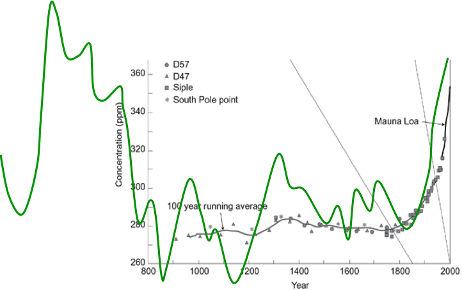 360
D57
D47
Siple
South Pole point
340
Concentration (ppm)
320
Mauna Loa
300
100 year running average
280
260
800
1000
1200
1400
1600
1800
2000
Year